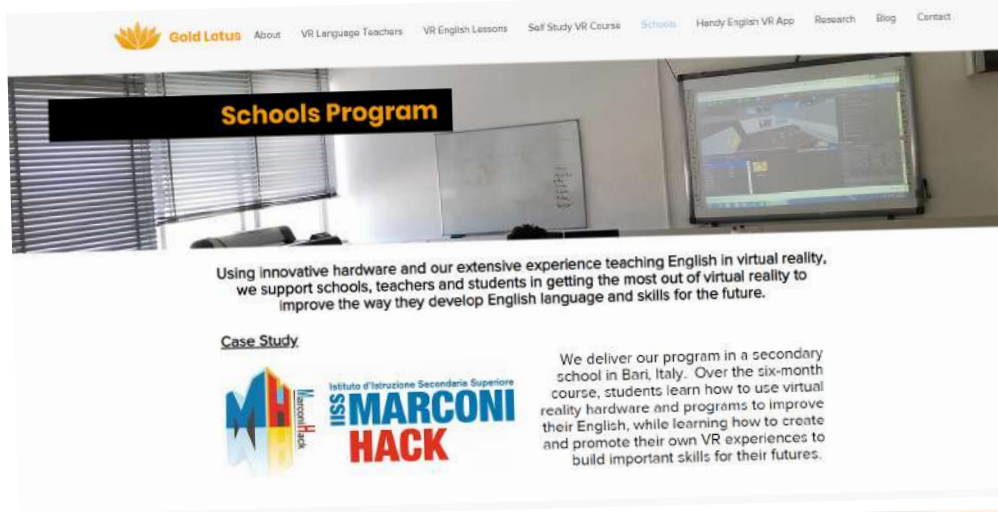 Gold Lotus About VR Language Teachers VR English Lessons Self Study VR Course Schools Handy English VR App Research Blog Contact
Schools Program
Using innovative hardware and our extensive experience teaching English in virtual reality,
we support schools, teachers and students in getting the most out of virtual reality to
improve the way they develop English language and skills for the future.
Case Study
MH
MarconiHack
Istituto d'Istruzione Secondaria Superiore
IISS MARCONI
HACK
We deliver our program in a secondary
school in Bari, Italy. Over the six-month
course, students learn how to use virtual
reality hardware and programs to improve
their English, while learning how to create
and promote their own VR experiences to
build important skills for their futures.